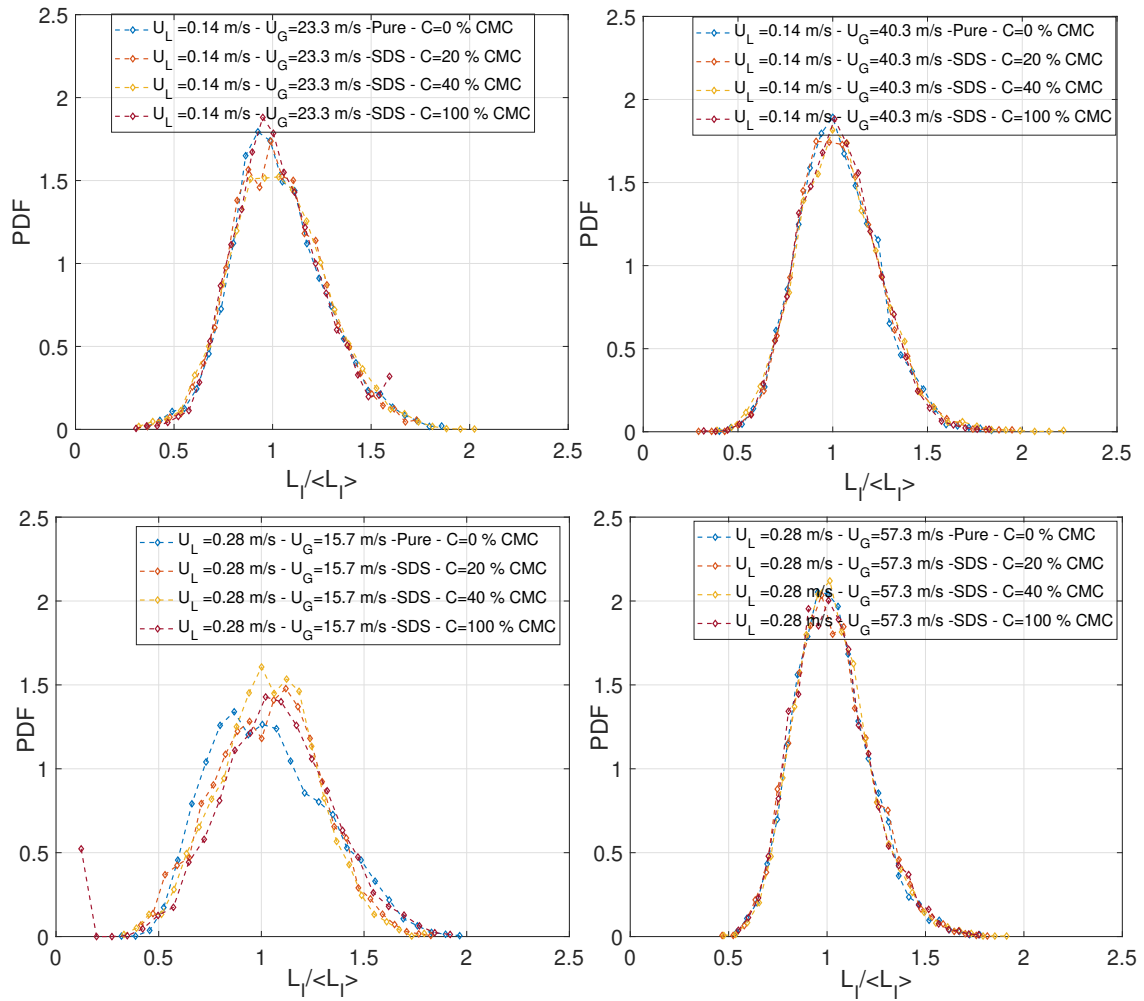 2.5
2
1.5
1
0.5
0
PDF
U_L =0.14 m/s - U_G=23.3 m/s -Pure - C=0 % CMC
U_L =0.14 m/s - U_G=23.3 m/s -SDS - C=20 % CMC
U_L =0.14 m/s - U_G=23.3 m/s -SDS - C=40 % CMC
U_L =0.14 m/s - U_G=23.3 m/s -SDS - C=100 % CMC
0 0.5 1 1.5 2 2.5
L_I/<L_I>
2.5
2
1.5
1
0.5
0
PDF
U_L =0.14 m/s - U_G=40.3 m/s -Pure - C=0 % CMC
U_L =0.14 m/s - U_G=40.3 m/s -SDS - C=20 % CMC
U_L =0.14 m/s - U_G=40.3 m/s -SDS - C=40 % CMC
U_L =0.14 m/s - U_G=40.3 m/s -SDS - C=100 % CMC
0 0.5 1 1.5 2 2.5
L_I/<L_I>
2.5
2
1.5
1
0.5
0
PDF
U_L =0.28 m/s - U_G=15.7 m/s -Pure - C=0 % CMC
U_L =0.28 m/s - U_G=15.7 m/s -SDS - C=20 % CMC
U_L =0.28 m/s - U_G=15.7 m/s -SDS - C=40 % CMC
U_L =0.28 m/s - U_G=15.7 m/s -SDS - C=100 % CMC
0 0.5 1 1.5 2 2.5
L_I/<L_I>
2.5
2
1.5
1
0.5
0
PDF
U_L =0.28 m/s - U_G=57.3 m/s -Pure - C=0 % CMC
U_L =0.28 m/s - U_G=57.3 m/s -SDS - C=20 % CMC
U_L =0.28 m/s - U_G=57.3 m/s -SDS - C=40 % CMC
U_L =0.28 m/s - U_G=57.3 m/s -SDS - C=100 % CMC
0 0.5 1 1.5 2 2.5
L_I/<L_I>